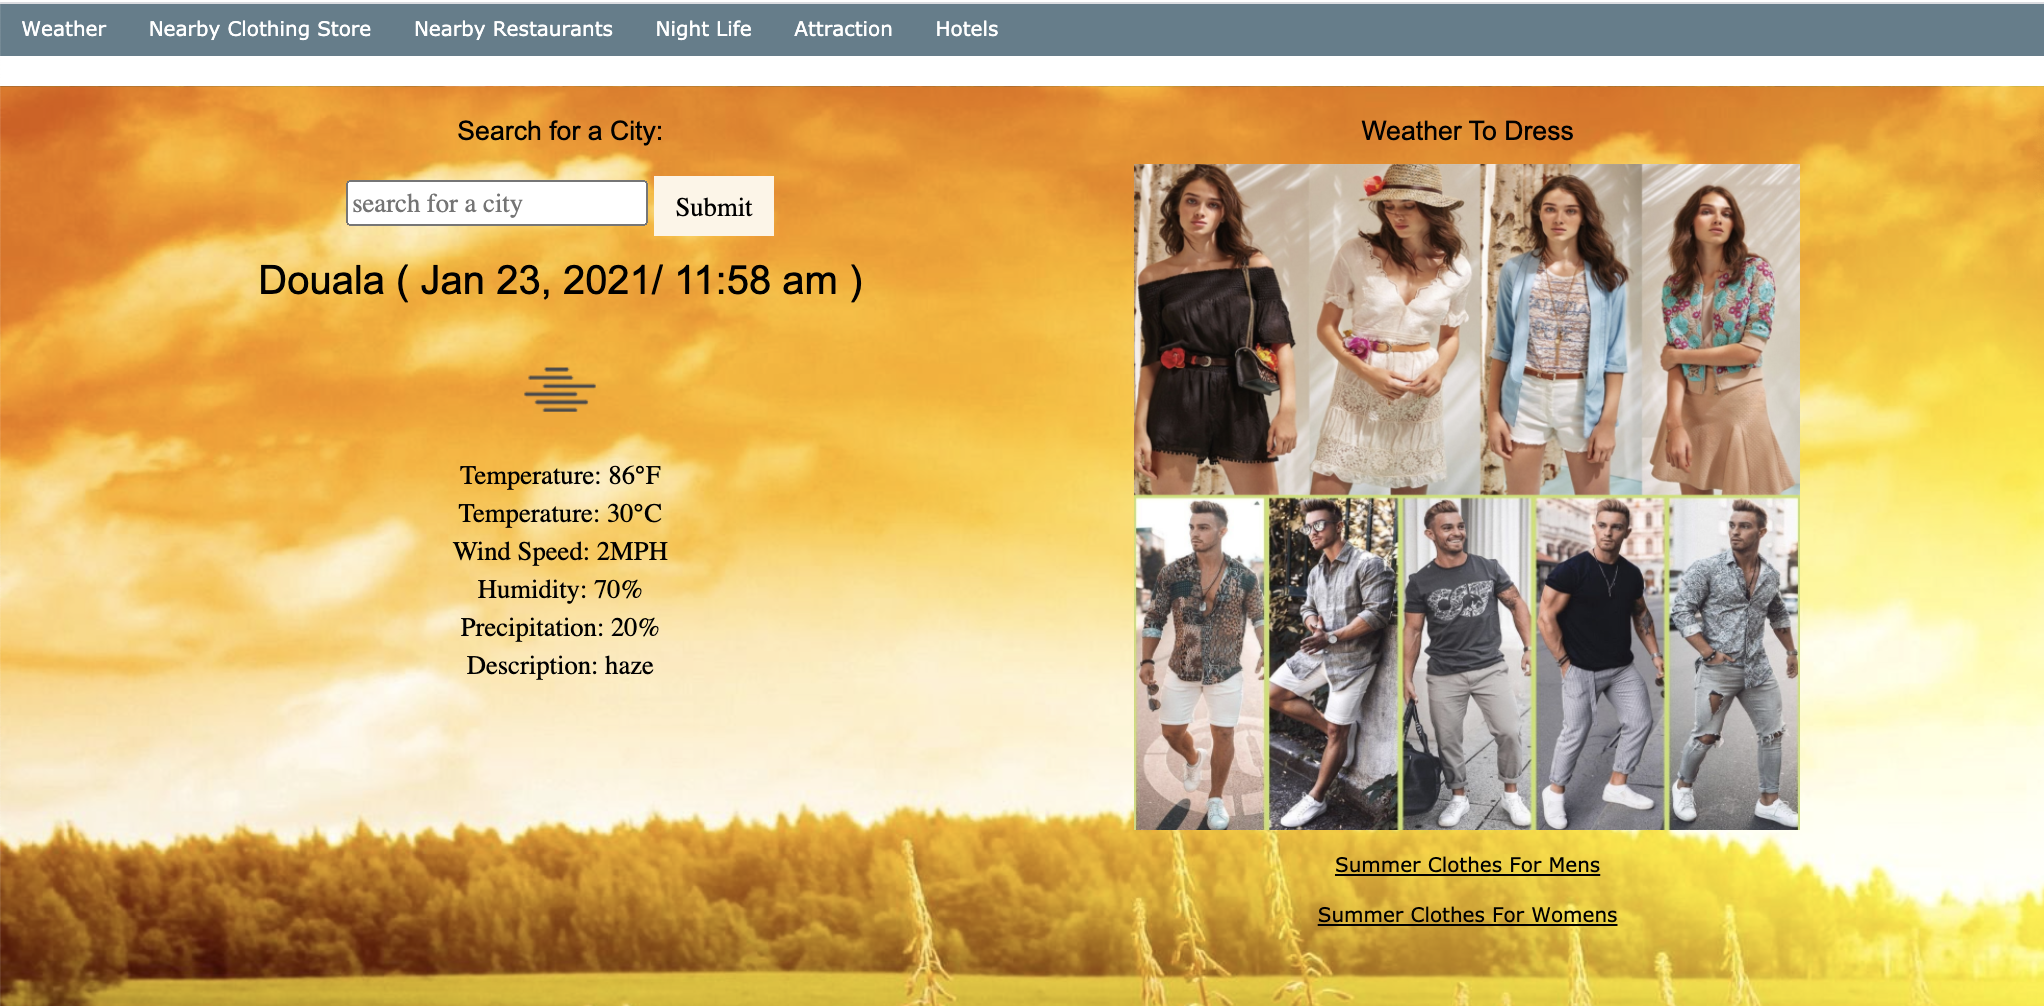 Weather Nearby Clothing Store Nearby Restaurants Night Life Attraction Hotels
Search for a City:
search for a city Submit
Douala ( Jan 23, 2021/ 11:58 am )
Temperature: 86°F
Temperature: 30°C
Wind Speed: 2MPH
Humidity: 70%
Precipitation: 20%
Description: haze
Weather To Dress
Summer Clothes For Mens
Summer Clothes For Womens